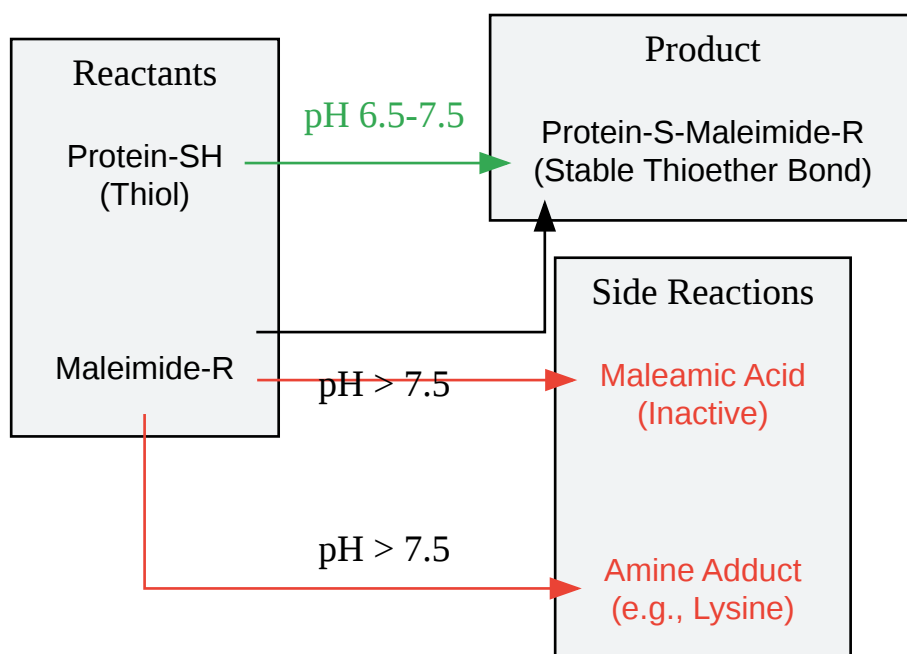 Reactants
Protein-SH
(Thiol)
Maleimide-R
pH 6.5-7.5
Product
Protein-S-Maleimide-R
(Stable Thioether Bond)
pH > 7.5
pH > 7.5
Side Reactions
Maleamic Acid
(Inactive)
Amine Adduct
(e.g., Lysine)